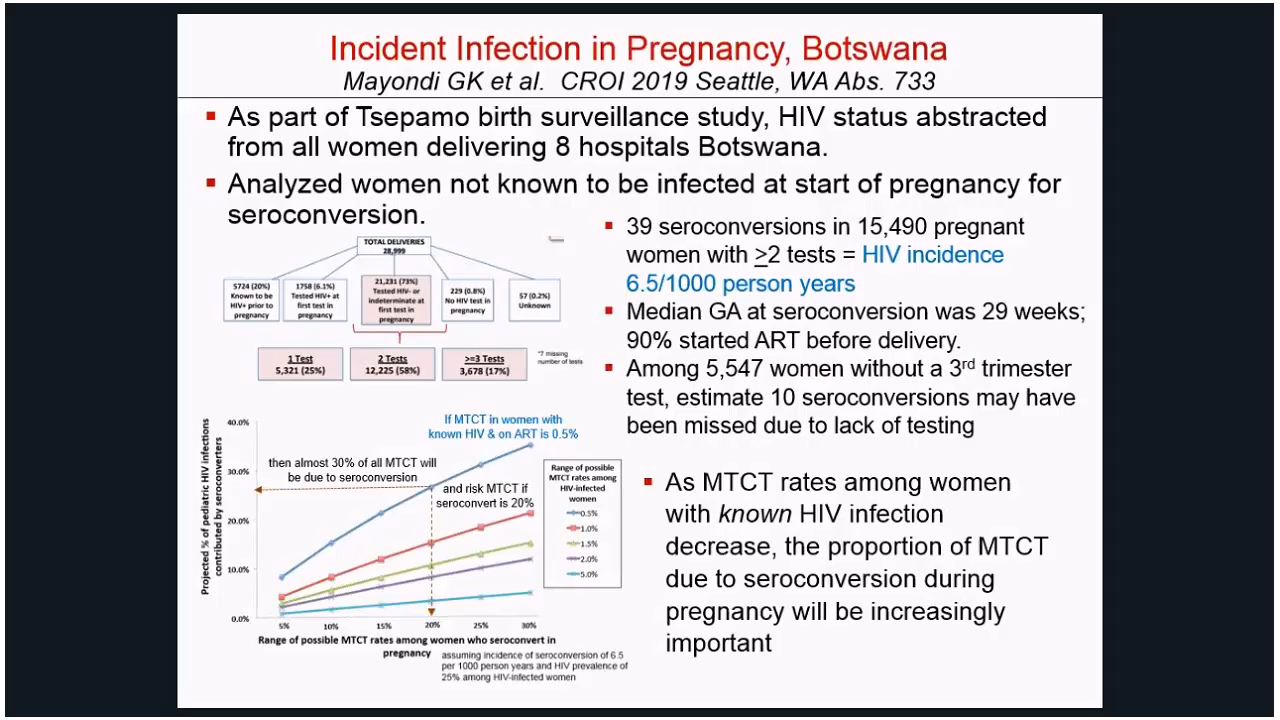 Incident Infection in Pregnancy, Botswana
Mayondi GK et al.  CROI 2019 Seattle, WA Abs. 733
▪ As part of Tsepamo birth surveillance study, HIV status abstracted
from all women delivering 8 hospitals Botswana.
▪ Analyzed women not known to be infected at start of pregnancy for
seroconversion.
TOTAL DELIVERIES
28,999
5724 (20%)
Known to be
HIV+ prior to
pregnancy
1758 (6.1%)
Tested HIV+ at
first test in
pregnancy
21,231 (73%)
Tested HIV- or
indeterminate at
first test in
pregnancy
229 (0.8%)
No HIV test in
pregnancy
57 (0.2%)
Unknown
1 Test
5,321 (25%)
2 Tests
12,225 (58%)
>=3 Tests
3,678 (17%)
*7 missing
number of tests
▪ 39 seroconversions in 15,490 pregnant
women with >2 tests = HIV incidence
6.5/1000 person years
▪ Median GA at seroconversion was 29 weeks;
90% started ART before delivery.
▪ Among 5,547 women without a 3rd trimester
test, estimate 10 seroconversions may have
been missed due to lack of testing
Projected % of pediatric HIV infections
contributed by seroconverters
40.0%
30.0%
20.0%
10.0%
0.0%
If MTCT in women with
known HIV & on ART is 0.5%
then almost 30% of all MTCT will
be due to seroconversion
and risk MTCT if
seroconvert is 20%
Range of possible
MTCT rates among
HIV-infected
women
0.5%
1.0%
1.5%
2.0%
5.0%
5% 10% 15% 20% 25% 30%
Range of possible MTCT rates among women who seroconvert in
pregnancy
assuming incidence of seroconversion of 6.5
per 1000 person years and HIV prevalence of
25% among HIV-infected women
▪ As MTCT rates among women
with known HIV infection
decrease, the proportion of MTCT
due to seroconversion during
pregnancy will be increasingly
important